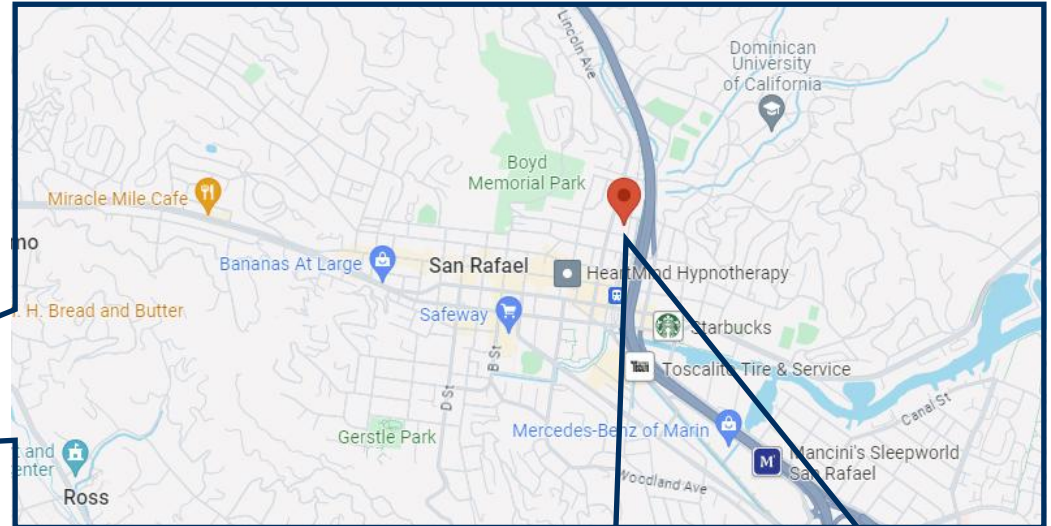 Lincoln Ave
Dominican
University
of California
Boyd
Memorial Park
Miracle Mile Cafe
mo
Bananas At Large
San Rafael
HeartMind Hypnotherapy
H. Bread and Butter
Safeway
Starbucks
B St
Toscalito Tire & Service
D St
Canal St
Gerstle Park
Mercedes-Benz of Marin
and
enter
M
Mancini's Sleepworld
San Rafael
Woodland Ave
Ross